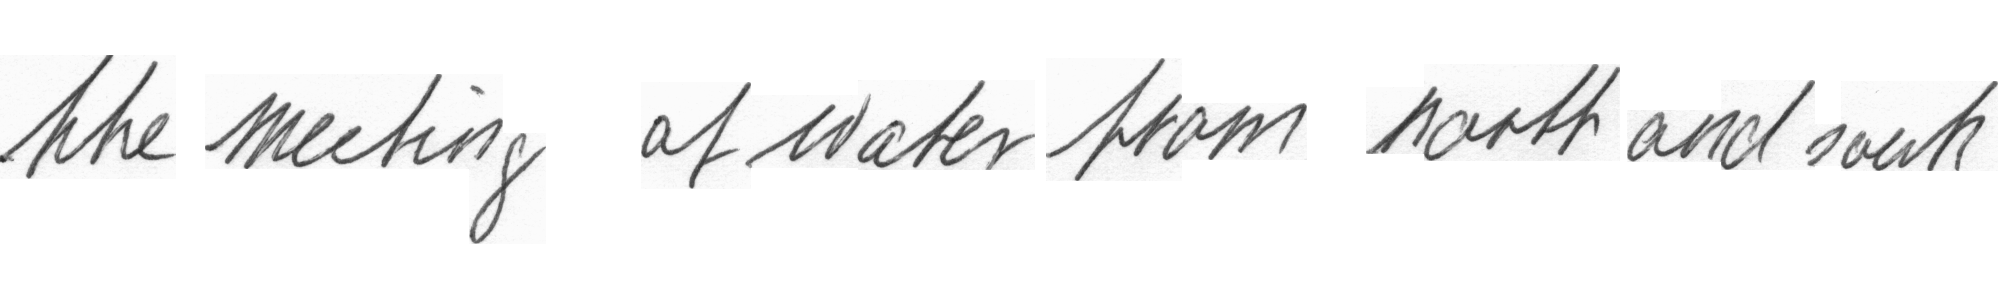 the meeting of water from north and south